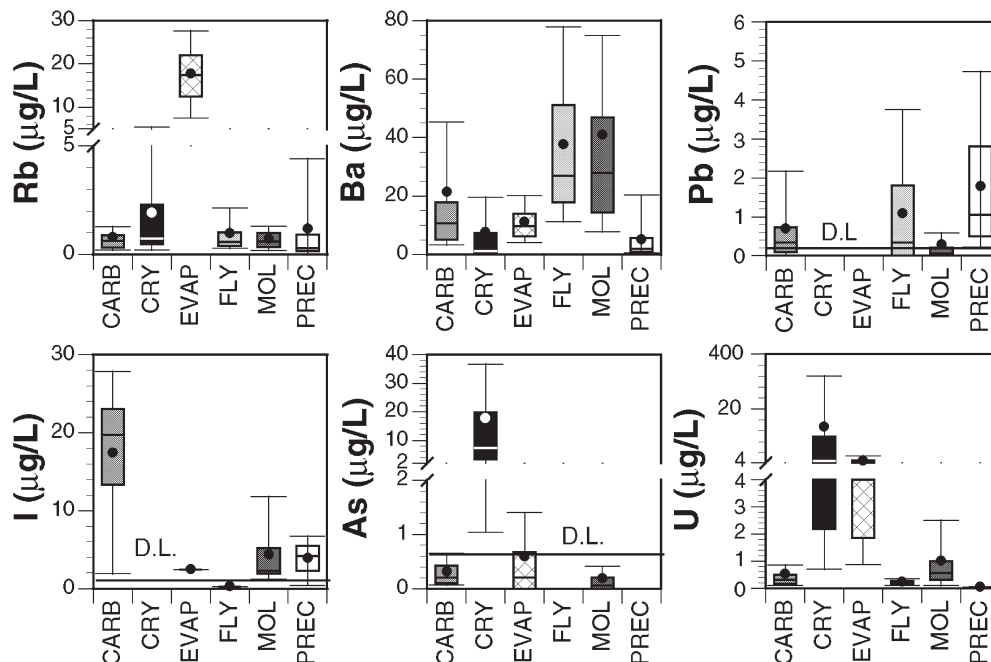 Rb (µg/L)
30
20
10
5
5
0
CARB
CRY
EVAP
FLY
MOL
PREC
Ba (µg/L)
80
60
40
20
0
CARB
CRY
EVAP
FLY
MOL
PREC
Pb (µg/L)
6
5
4
3
2
1
0
D.L
CARB
CRY
EVAP
FLY
MOL
PREC
I (µg/L)
30
20
10
0
D.L.
CARB
CRY
EVAP
FLY
MOL
PREC
As (µg/L)
40
30
20
10
2
2
1
0
D.L.
CARB
CRY
EVAP
FLY
MOL
PREC
U (µg/L)
400
20
4
4
3
2
1
0
CARB
CRY
EVAP
FLY
MOL
PREC